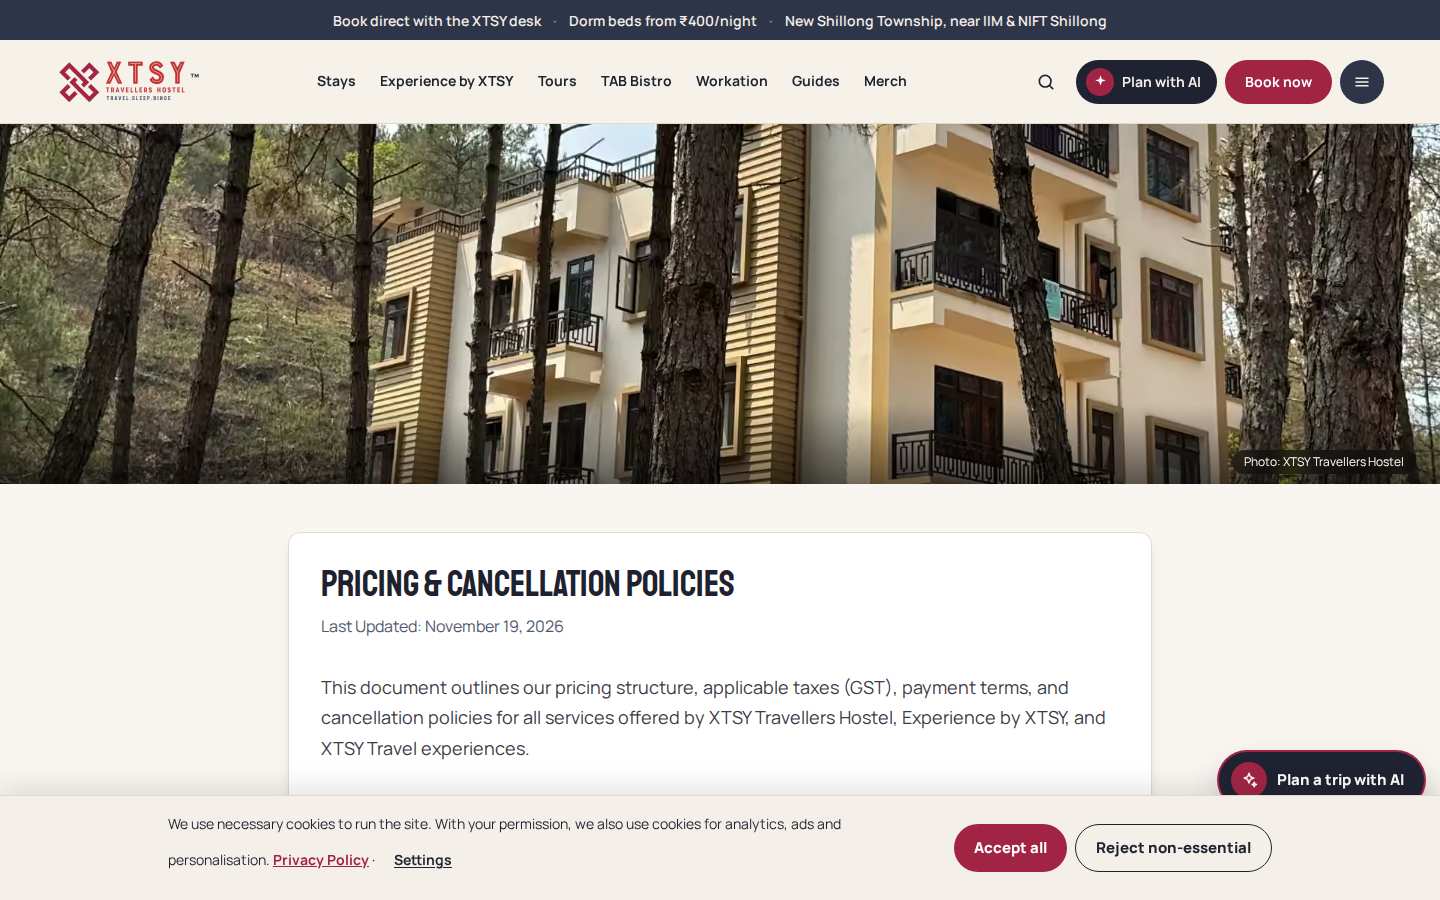 Book direct with the XTSY desk · Dorm beds from ₹400/night · New Shillong Township, near IIM & NIFT Shillong
XTSY™
TRAVELLERS HOSTEL
TRAVEL.SLEEP.BINGE
Stays Experience by XTSY Tours TAB Bistro Workation Guides Merch
Plan with AI
Book now
Photo: XTSY Travellers Hostel
PRICING & CANCELLATION POLICIES
Last Updated: November 19, 2026
This document outlines our pricing structure, applicable taxes (GST), payment terms, and
cancellation policies for all services offered by XTSY Travellers Hostel, Experience by XTSY, and
XTSY Travel experiences.
Plan a trip with AI
We use necessary cookies to run the site. With your permission, we also use cookies for analytics, ads and
personalisation. Privacy Policy · Settings
Accept all
Reject non-essential